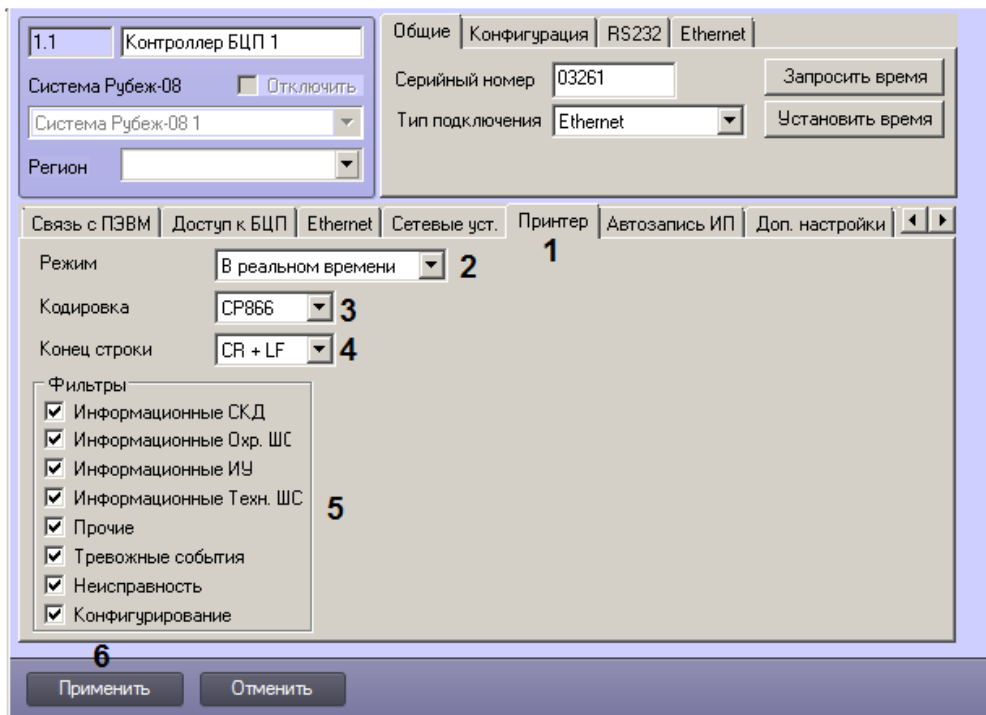 1.1 Контроллер БЦП 1
Система Рубеж-08 Отключить
Система Рубеж-08 1
Регион
Общие Конфигурация RS232 Ethernet
Серийный номер 03261 Запросить время
Тип подключения Ethernet Установить время
Связь с ПЭВМ Доступ к БЦП Ethernet Сетевые уст. Принтер Автозапись ИП Доп. настройки
1
Режим В реальном времени 2
Кодировка CP866 3
Конец строки CR + LF 4
Фильтры
Информационные СКД
Информационные Охр. ШС
Информационные ИУ
Информационные Техн. ШС
5
Прочие
Тревожные события
Неисправность
Конфигурирование
6
Применить Отменить